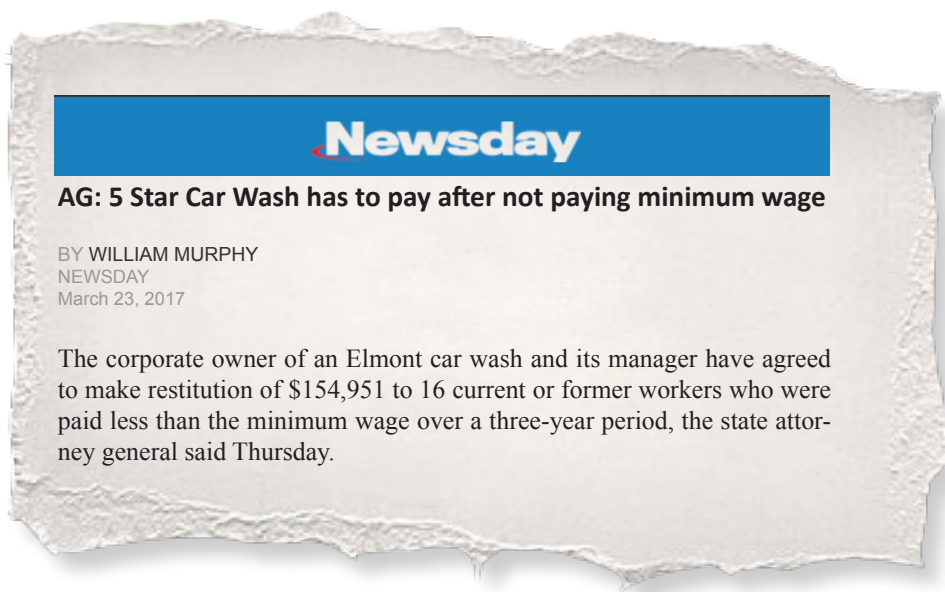 Newsday
AG: 5 Star Car Wash has to pay after not paying minimum wage
BY WILLIAM MURPHY
NEWSDAY
March 23, 2017
The corporate owner of an Elmont car wash and its manager have agreed
to make restitution of $154,951 to 16 current or former workers who were
paid less than the minimum wage over a three-year period, the state attor-
ney general said Thursday.